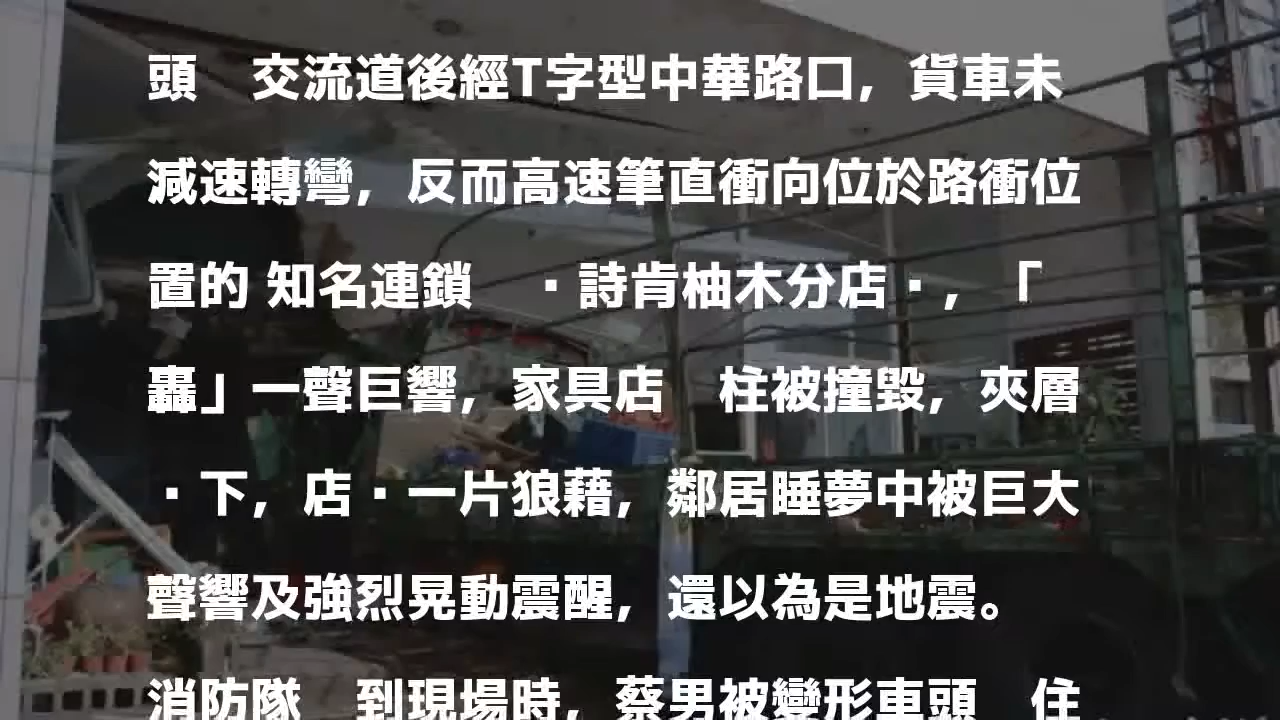 頭　交流道後經T字型中華路口，貨車未
減速轉彎，反而高速筆直衝向位於路衝位
置的 知名連鎖　▪詩肯柚木分店▪，「
轟」一聲巨響，家具店　柱被撞毀，夾層
▪下，店▪一片狼藉，鄰居睡夢中被巨大
聲響及強烈晃動震醒，還以為是地震。
消防隊　到現場時，蔡男被變形車頭　住